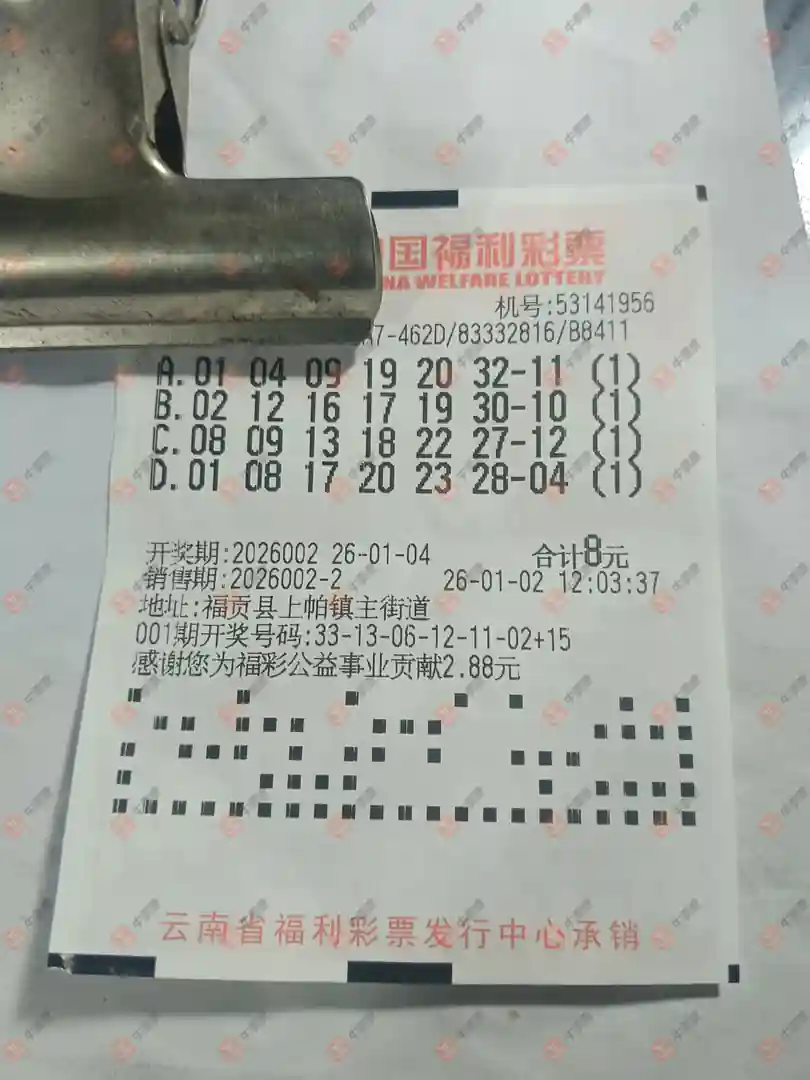 中国福利彩票
NA WELFARE LOTTERY
机号:53141956
A7-462D/83332816/B8411
A.01 04 09 19 20 32-11 (1)
B.02 12 16 17 19 30-10 (1)
C.08 09 13 18 22 27-12 (1)
D.01 08 17 20 23 28-04 (1)
开奖期:2026002 26-01-04 合计8元
销售期:2026002-2 26-01-02 12:03:37
地址:福贡县上帕镇主街道
001期开奖号码:33-13-06-12-11-02+15
感谢您为福彩公益事业贡献2.88元
云南省福利彩票发行中心承销